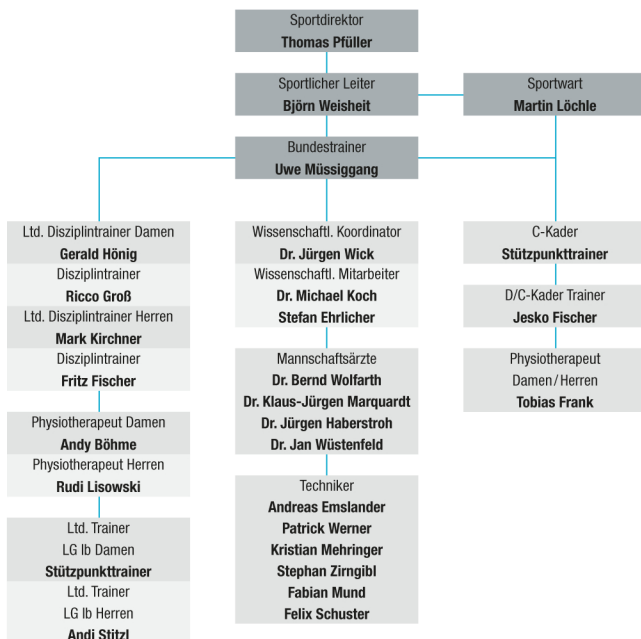 Sportdirektor
Thomas Pfüller
Sportlicher Leiter
Björn Weisheit
Sportwart
Martin Löchle
Bundestrainer
Uwe Müssiggang
Ltd. Disziplintrainer Damen
Gerald Hönig
Disziplintrainer
Ricco Groß
Ltd. Disziplintrainer Herren
Mark Kirchner
Disziplintrainer
Fritz Fischer
Physiotherapeut Damen
Andy Böhme
Physiotherapeut Herren
Rudi Lisowski
Ltd. Trainer
LG Ib Damen
Stützpunkttrainer
Ltd. Trainer
LG Ib Herren
Andi Stitzl
Wissenschaftl. Koordinator
Dr. Jürgen Wick
Wissenschaftl. Mitarbeiter
Dr. Michael Koch
Stefan Ehrlicher
Mannschaftsärzte
Dr. Bernd Wolfarth
Dr. Klaus-Jürgen Marquardt
Dr. Jürgen Haberstroh
Dr. Jan Wüstenfeld
Techniker
Andreas Emslander
Patrick Werner
Kristian Mehringer
Stephan Zirngibl
Fabian Mund
Felix Schuster
C-Kader
Stützpunkttrainer
D/C-Kader Trainer
Jesko Fischer
Physiotherapeut
Damen/Herren
Tobias Frank